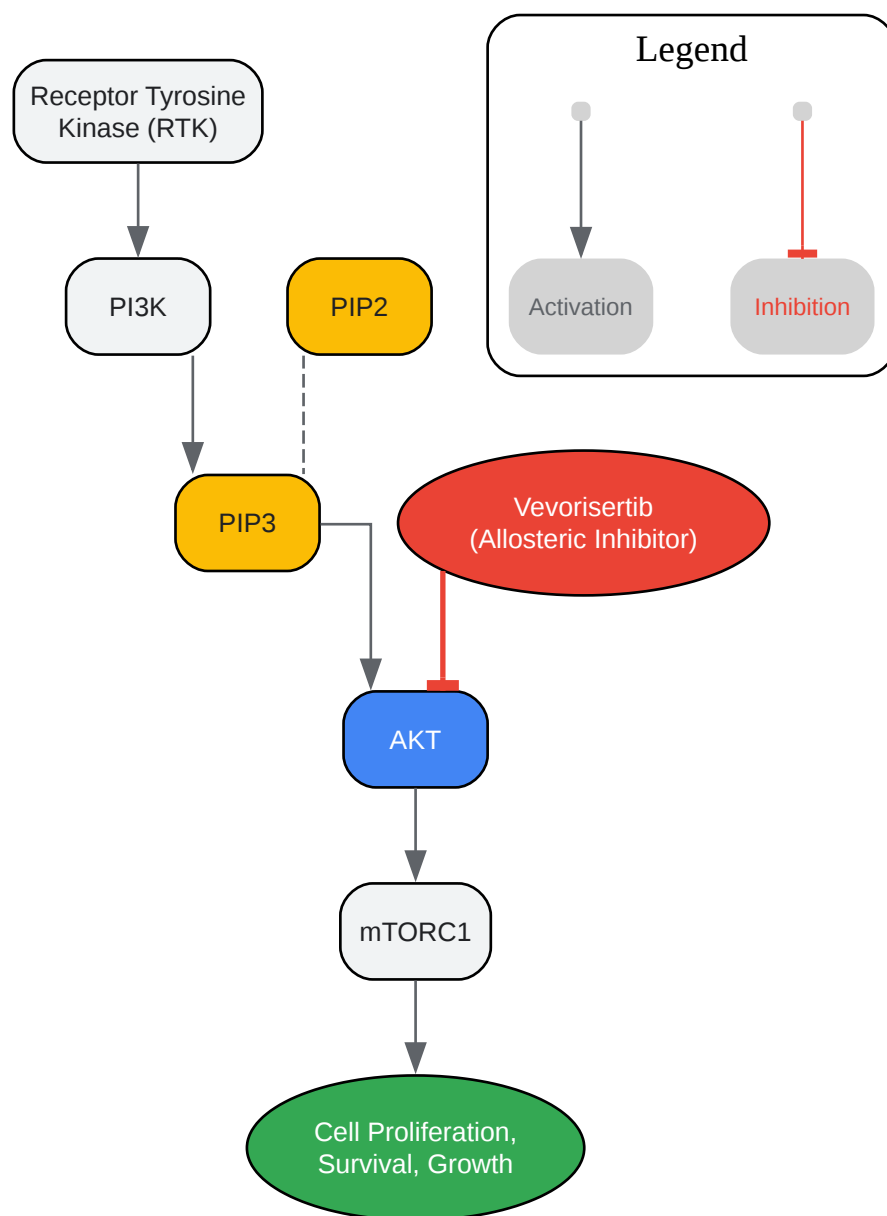 Legend
Receptor Tyrosine
Kinase (RTK)
PI3K
PIP2
Activation
Inhibition
PIP3
Vevorisertib
(Allosteric Inhibitor)
AKT
mTORC1
Cell Proliferation,
Survival, Growth